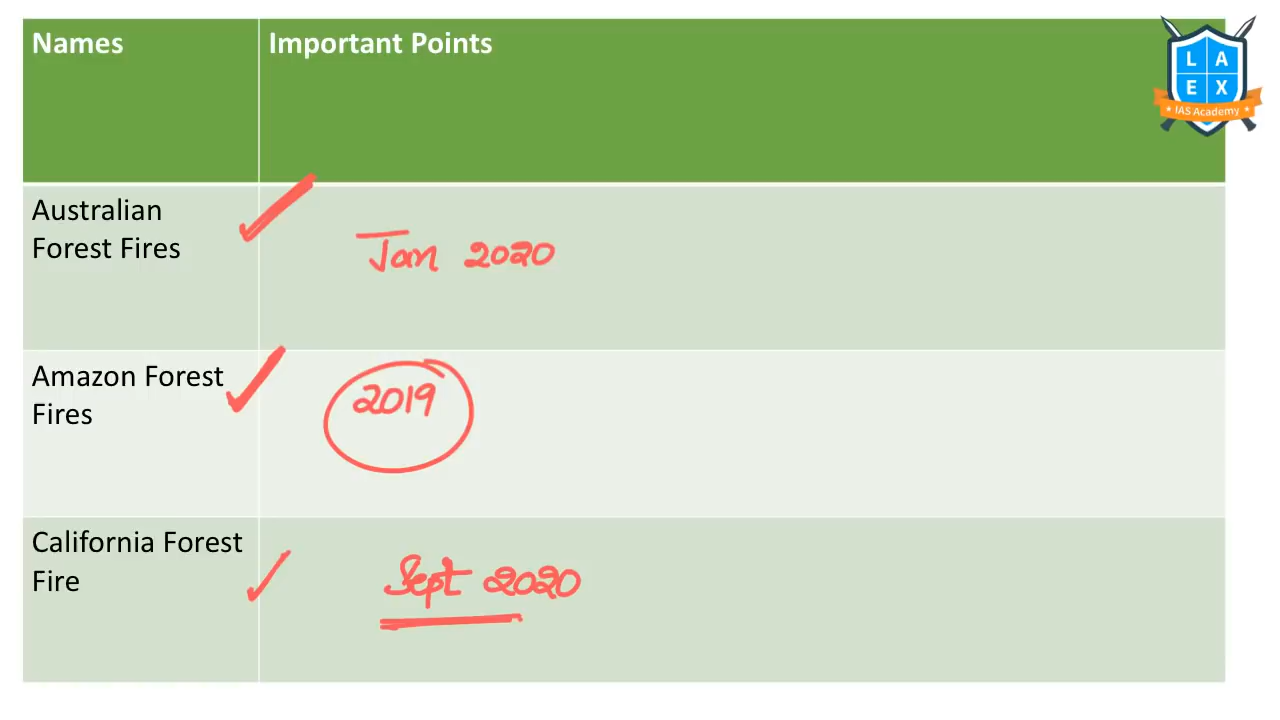 Names
Important Points
L A
E X
IAS Academy
Australian
Forest Fires
Jan 2020
Amazon Forest
Fires
2019
California Forest
Fire
Sept 2020